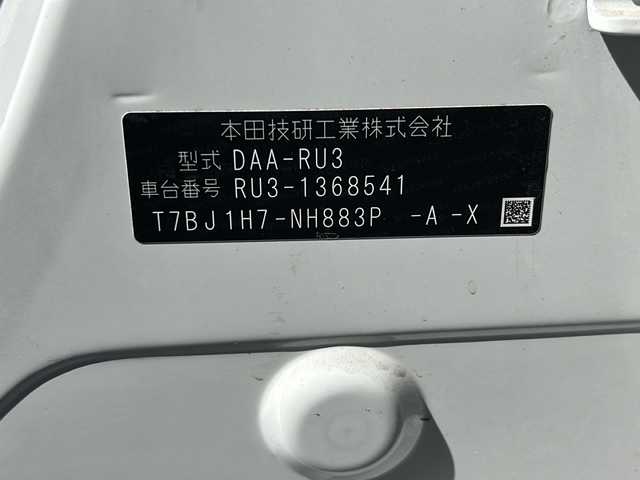 本田技研工業株式会社
型式 DAA-RU3
車台番号 RU3-1368541
T7BJ1H7-NH883P -A -X